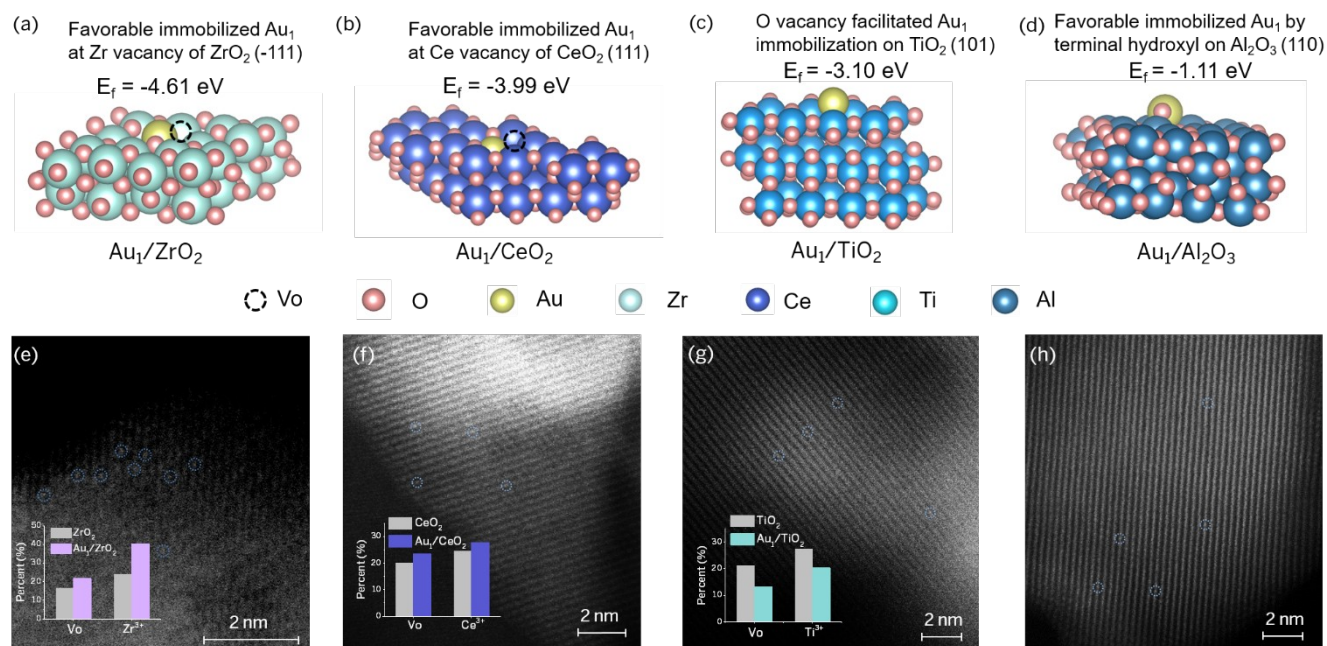 (a) Favorable immobilized Au₁
at Zr vacancy of ZrO₂ (-111)
E_f = -4.61 eV
Au₁/ZrO₂
(b) Favorable immobilized Au₁
at Ce vacancy of CeO₂ (111)
E_f = -3.99 eV
Au₁/CeO₂
(c) O vacancy facilitated Au₁
immobilization on TiO₂ (101)
E_f = -3.10 eV
Au₁/TiO₂
(d) Favorable immobilized Au₁ by
terminal hydroxyl on Al₂O₃ (110)
E_f = -1.11 eV
Au₁/Al₂O₃
Vo O Au Zr Ce Ti Al
(e)
50
40
30
20
10
0
Percent (%)
ZrO₂
Au₁/ZrO₂
Vo Zr³⁺
2 nm
(f)
30
20
10
0
Percent (%)
CeO₂
Au₁/CeO₂
Vo Ce³⁺
2 nm
(g)
30
20
10
0
Percent (%)
TiO₂
Au₁/TiO₂
Vo Ti³⁺
2 nm
(h)
2 nm